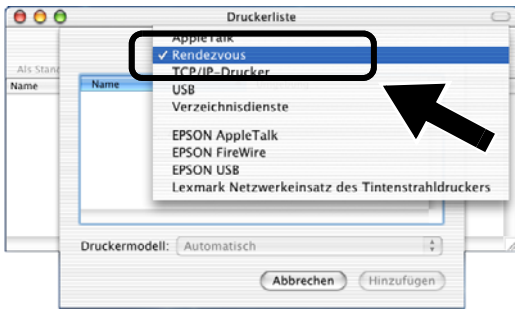 Druckerliste
AppleTalk
✓ Rendezvous
TCP/IP-Drucker
USB
Verzeichnisdienste
EPSON AppleTalk
EPSON FireWire
EPSON USB
Lexmark Netzwerkeinsatz des Tintenstrahldruckers
Als Stan
Name
Name
Druckermodell: Automatisch
Abbrechen Hinzufügen